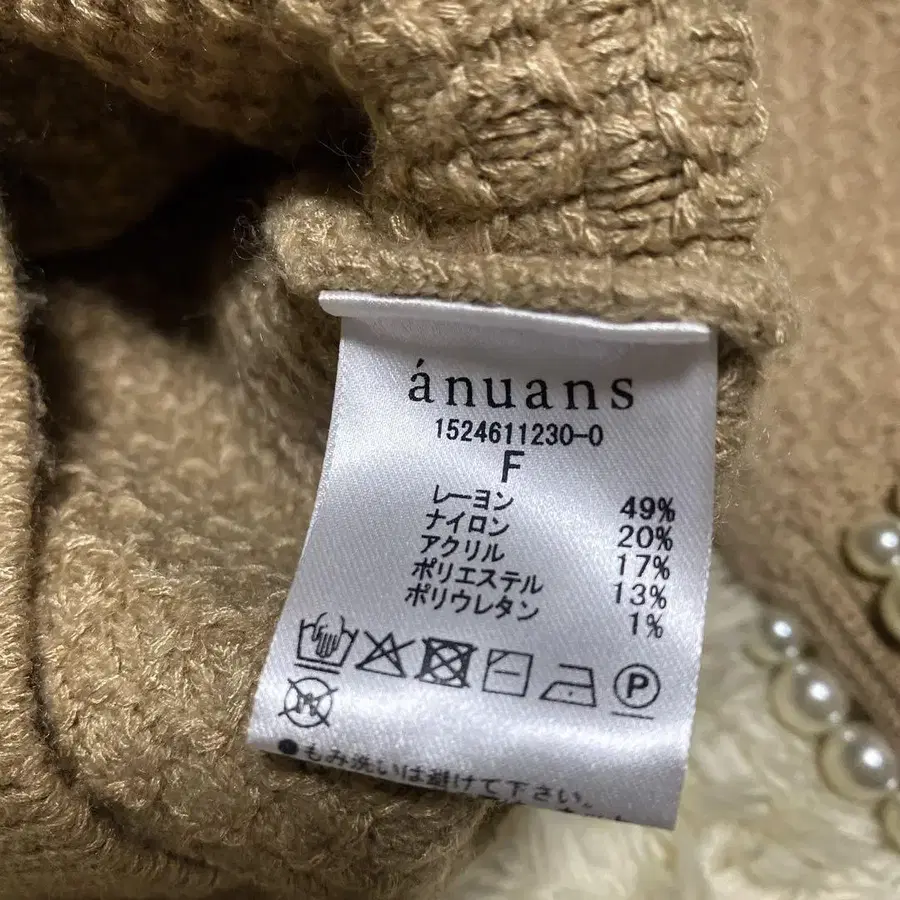 ánuans
1524611230-0
F
レーヨン 49%
ナイロン 20%
アクリル 17%
ポリエステル 13%
ポリウレタン 1%
P
W
●もみ洗いは避けて下さい。